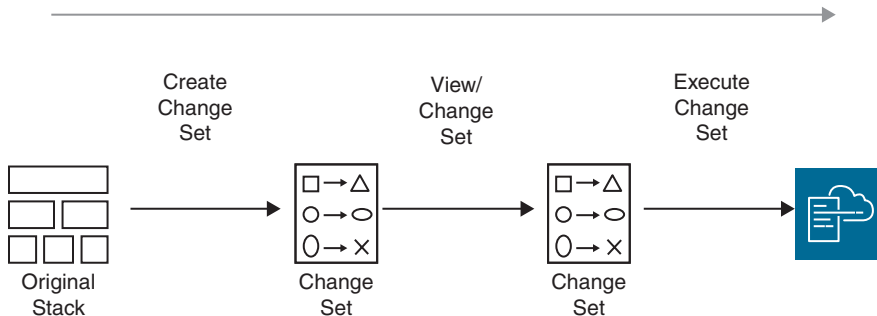 Create
Change
Set
View/
Change
Set
Execute
Change
Set
Original
Stack
Change
Set
Change
Set